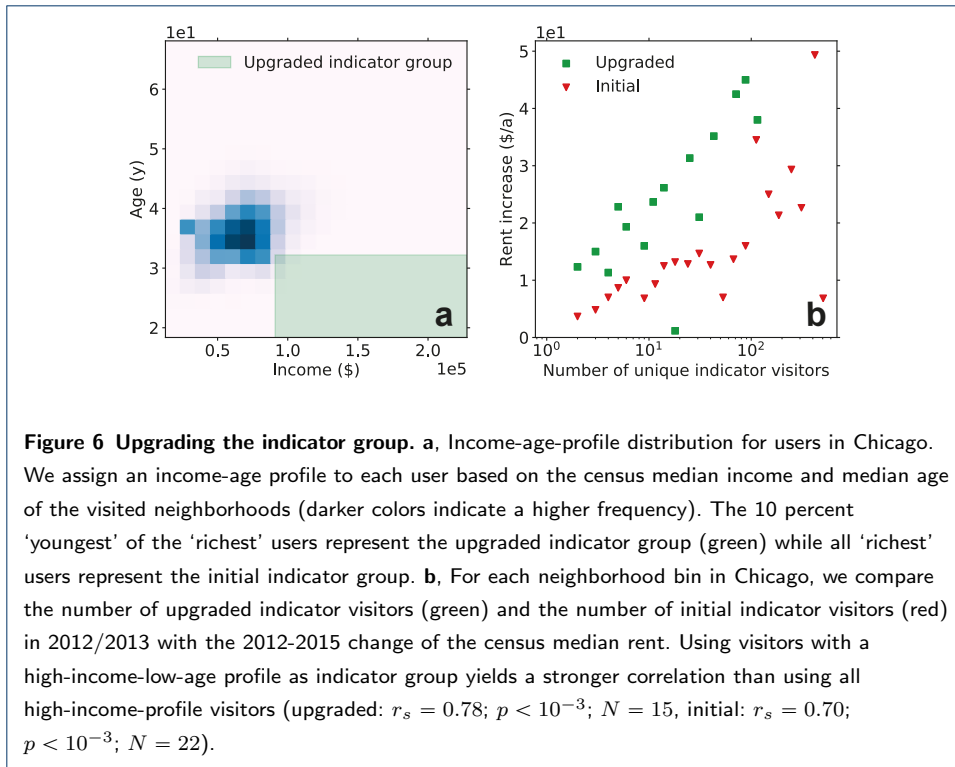 1e1
Upgraded indicator group
6
5
4
3
2
Age (y)
0.5 1.0 1.5 2.0
Income ($)
1e5
a
1e1
Upgraded
Initial
5
4
3
2
1
0
Rent increase ($/a)
10^0 10^1 10^2
Number of unique indicator visitors
b
Figure 6 Upgrading the indicator group. a, Income-age-profile distribution for users in Chicago.
We assign an income-age profile to each user based on the census median income and median age
of the visited neighborhoods (darker colors indicate a higher frequency). The 10 percent
‘youngest’ of the ‘richest’ users represent the upgraded indicator group (green) while all ‘richest’
users represent the initial indicator group. b, For each neighborhood bin in Chicago, we compare
the number of upgraded indicator visitors (green) and the number of initial indicator visitors (red)
in 2012/2013 with the 2012-2015 change of the census median rent. Using visitors with a
high-income-low-age profile as indicator group yields a stronger correlation than using all
high-income-profile visitors (upgraded: r_s = 0.78; p < 10^−3; N = 15, initial: r_s = 0.70;
p < 10^−3; N = 22).